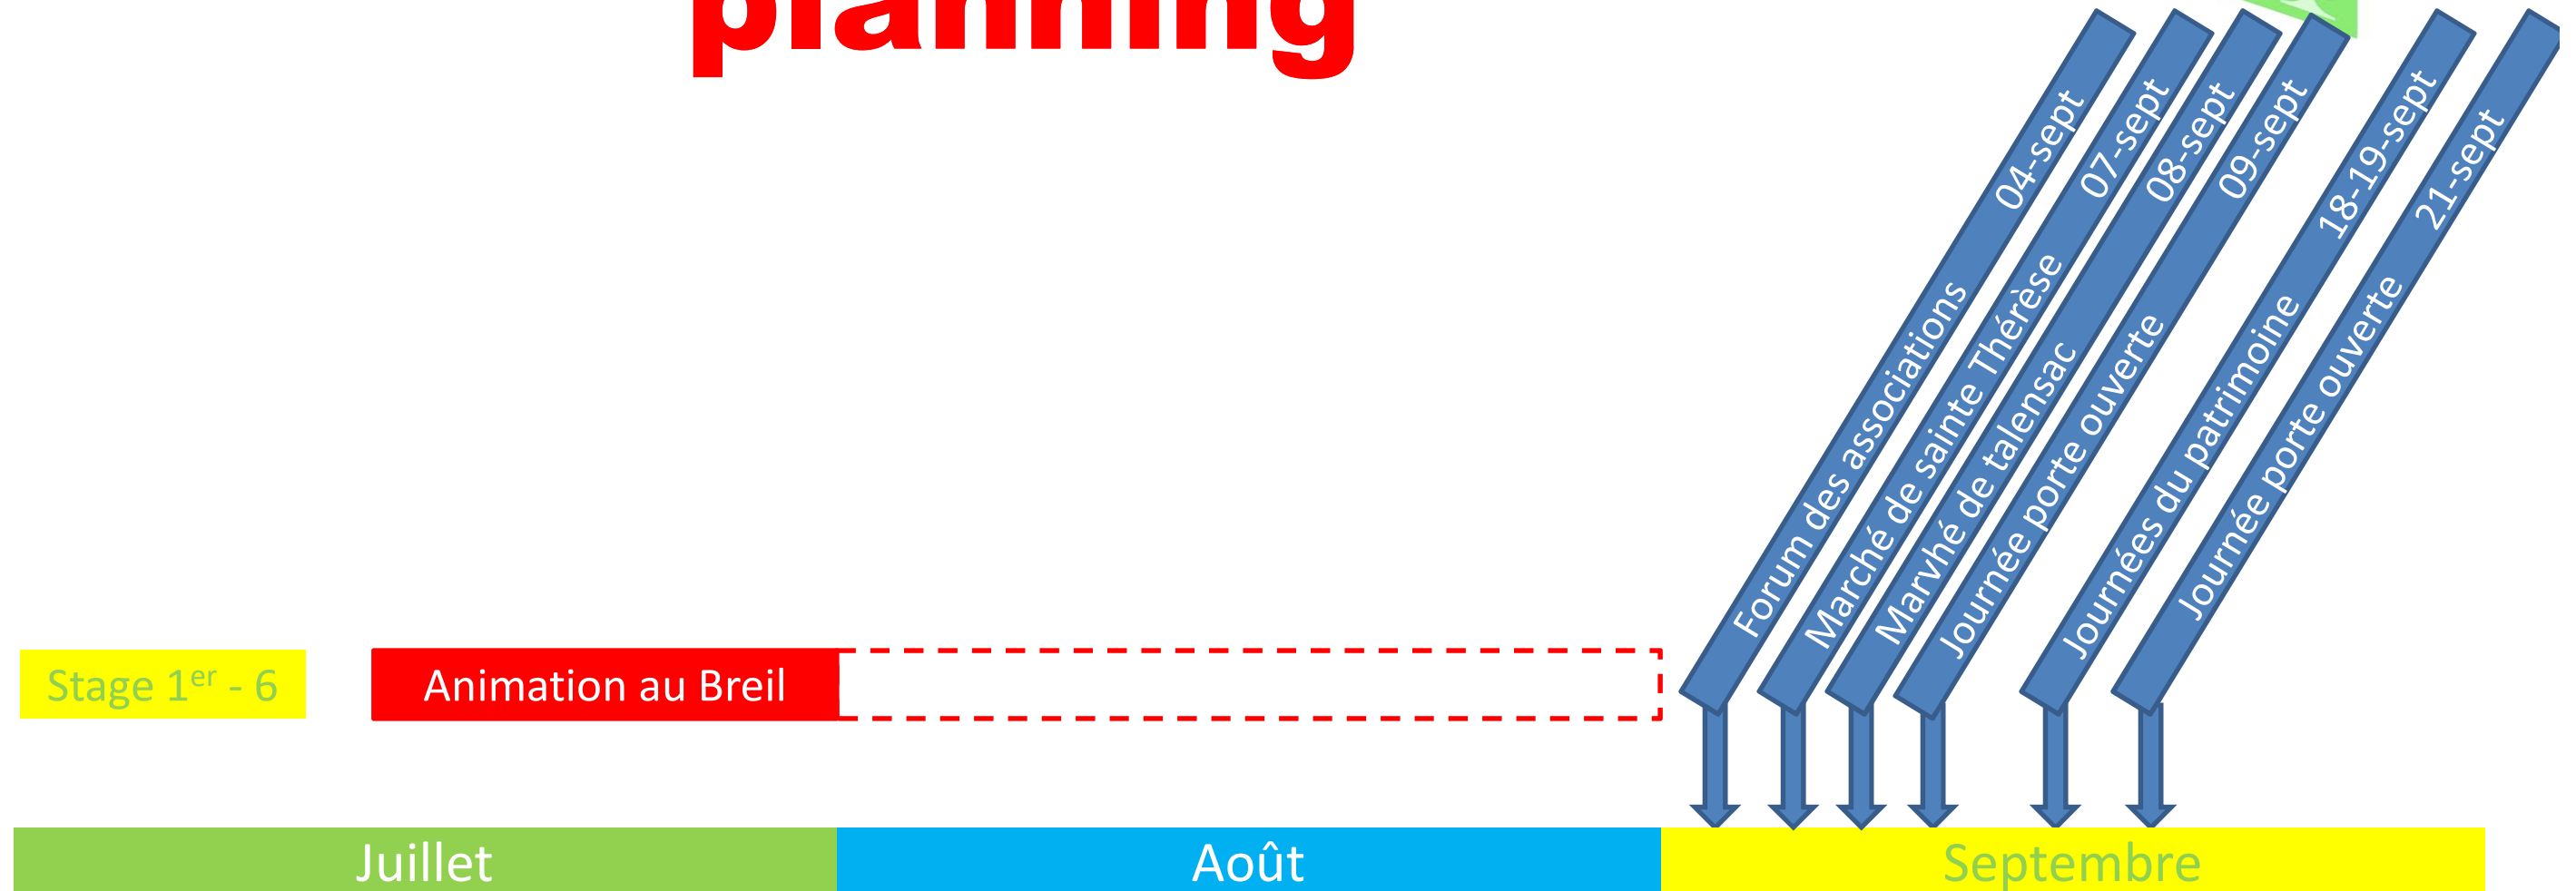 planning
Forum des associations 04-sept
Marché de sainte Thérèse 07-sept
Marvhé de talensac 08-sept
Journée porte ouverte 09-sept
Journées du patrimoine 18-19-sept
Journée porte ouverte 21-sept
Stage 1er - 6
Animation au Breil
Juillet
Août
Septembre